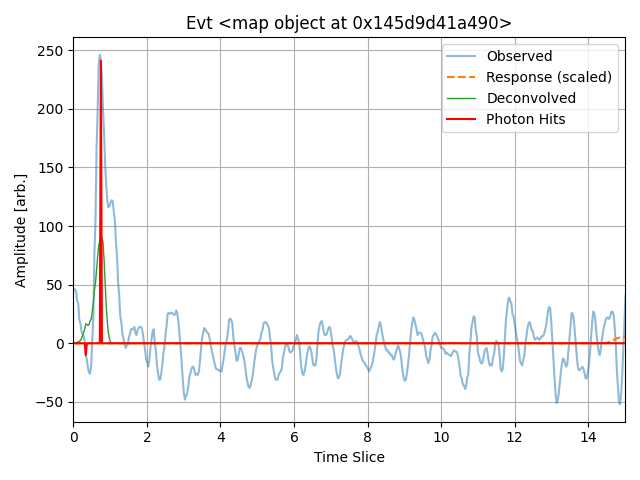 Evt <map object at 0x145d9d41a490>
Observed
Response (scaled)
Deconvolved
Photon Hits
Amplitude [arb.]
250
200
150
100
50
0
−50
0 2 4 6 8 10 12 14
Time Slice